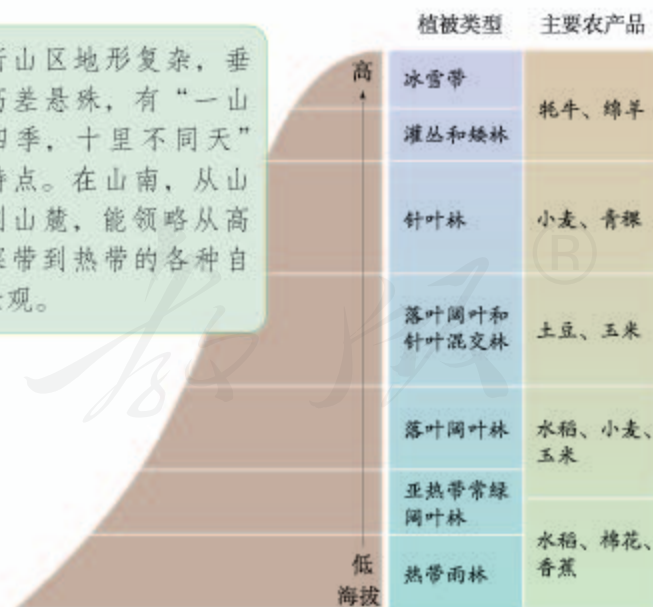 山区地形复杂，垂
差悬殊，有“一山
季，十里不同天”
点。在山南，从山
山麓，能领略从高
带到热带的各种自
观。
植被类型 主要农产品
高
冰雪带
灌丛和矮林
牦牛、绵羊
针叶林
小麦、青稞
落叶阔叶和
针叶混交林
土豆、玉米
落叶阔叶林
水稻、小麦、
玉米
亚热带常绿
阔叶林
热带雨林
水稻、棉花、
香蕉
低
海拔
®